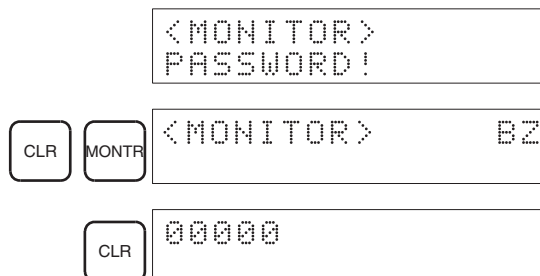 <MONITOR>
PASSWORD!
CLR MONTR <MONITOR> BZ
CLR 00000